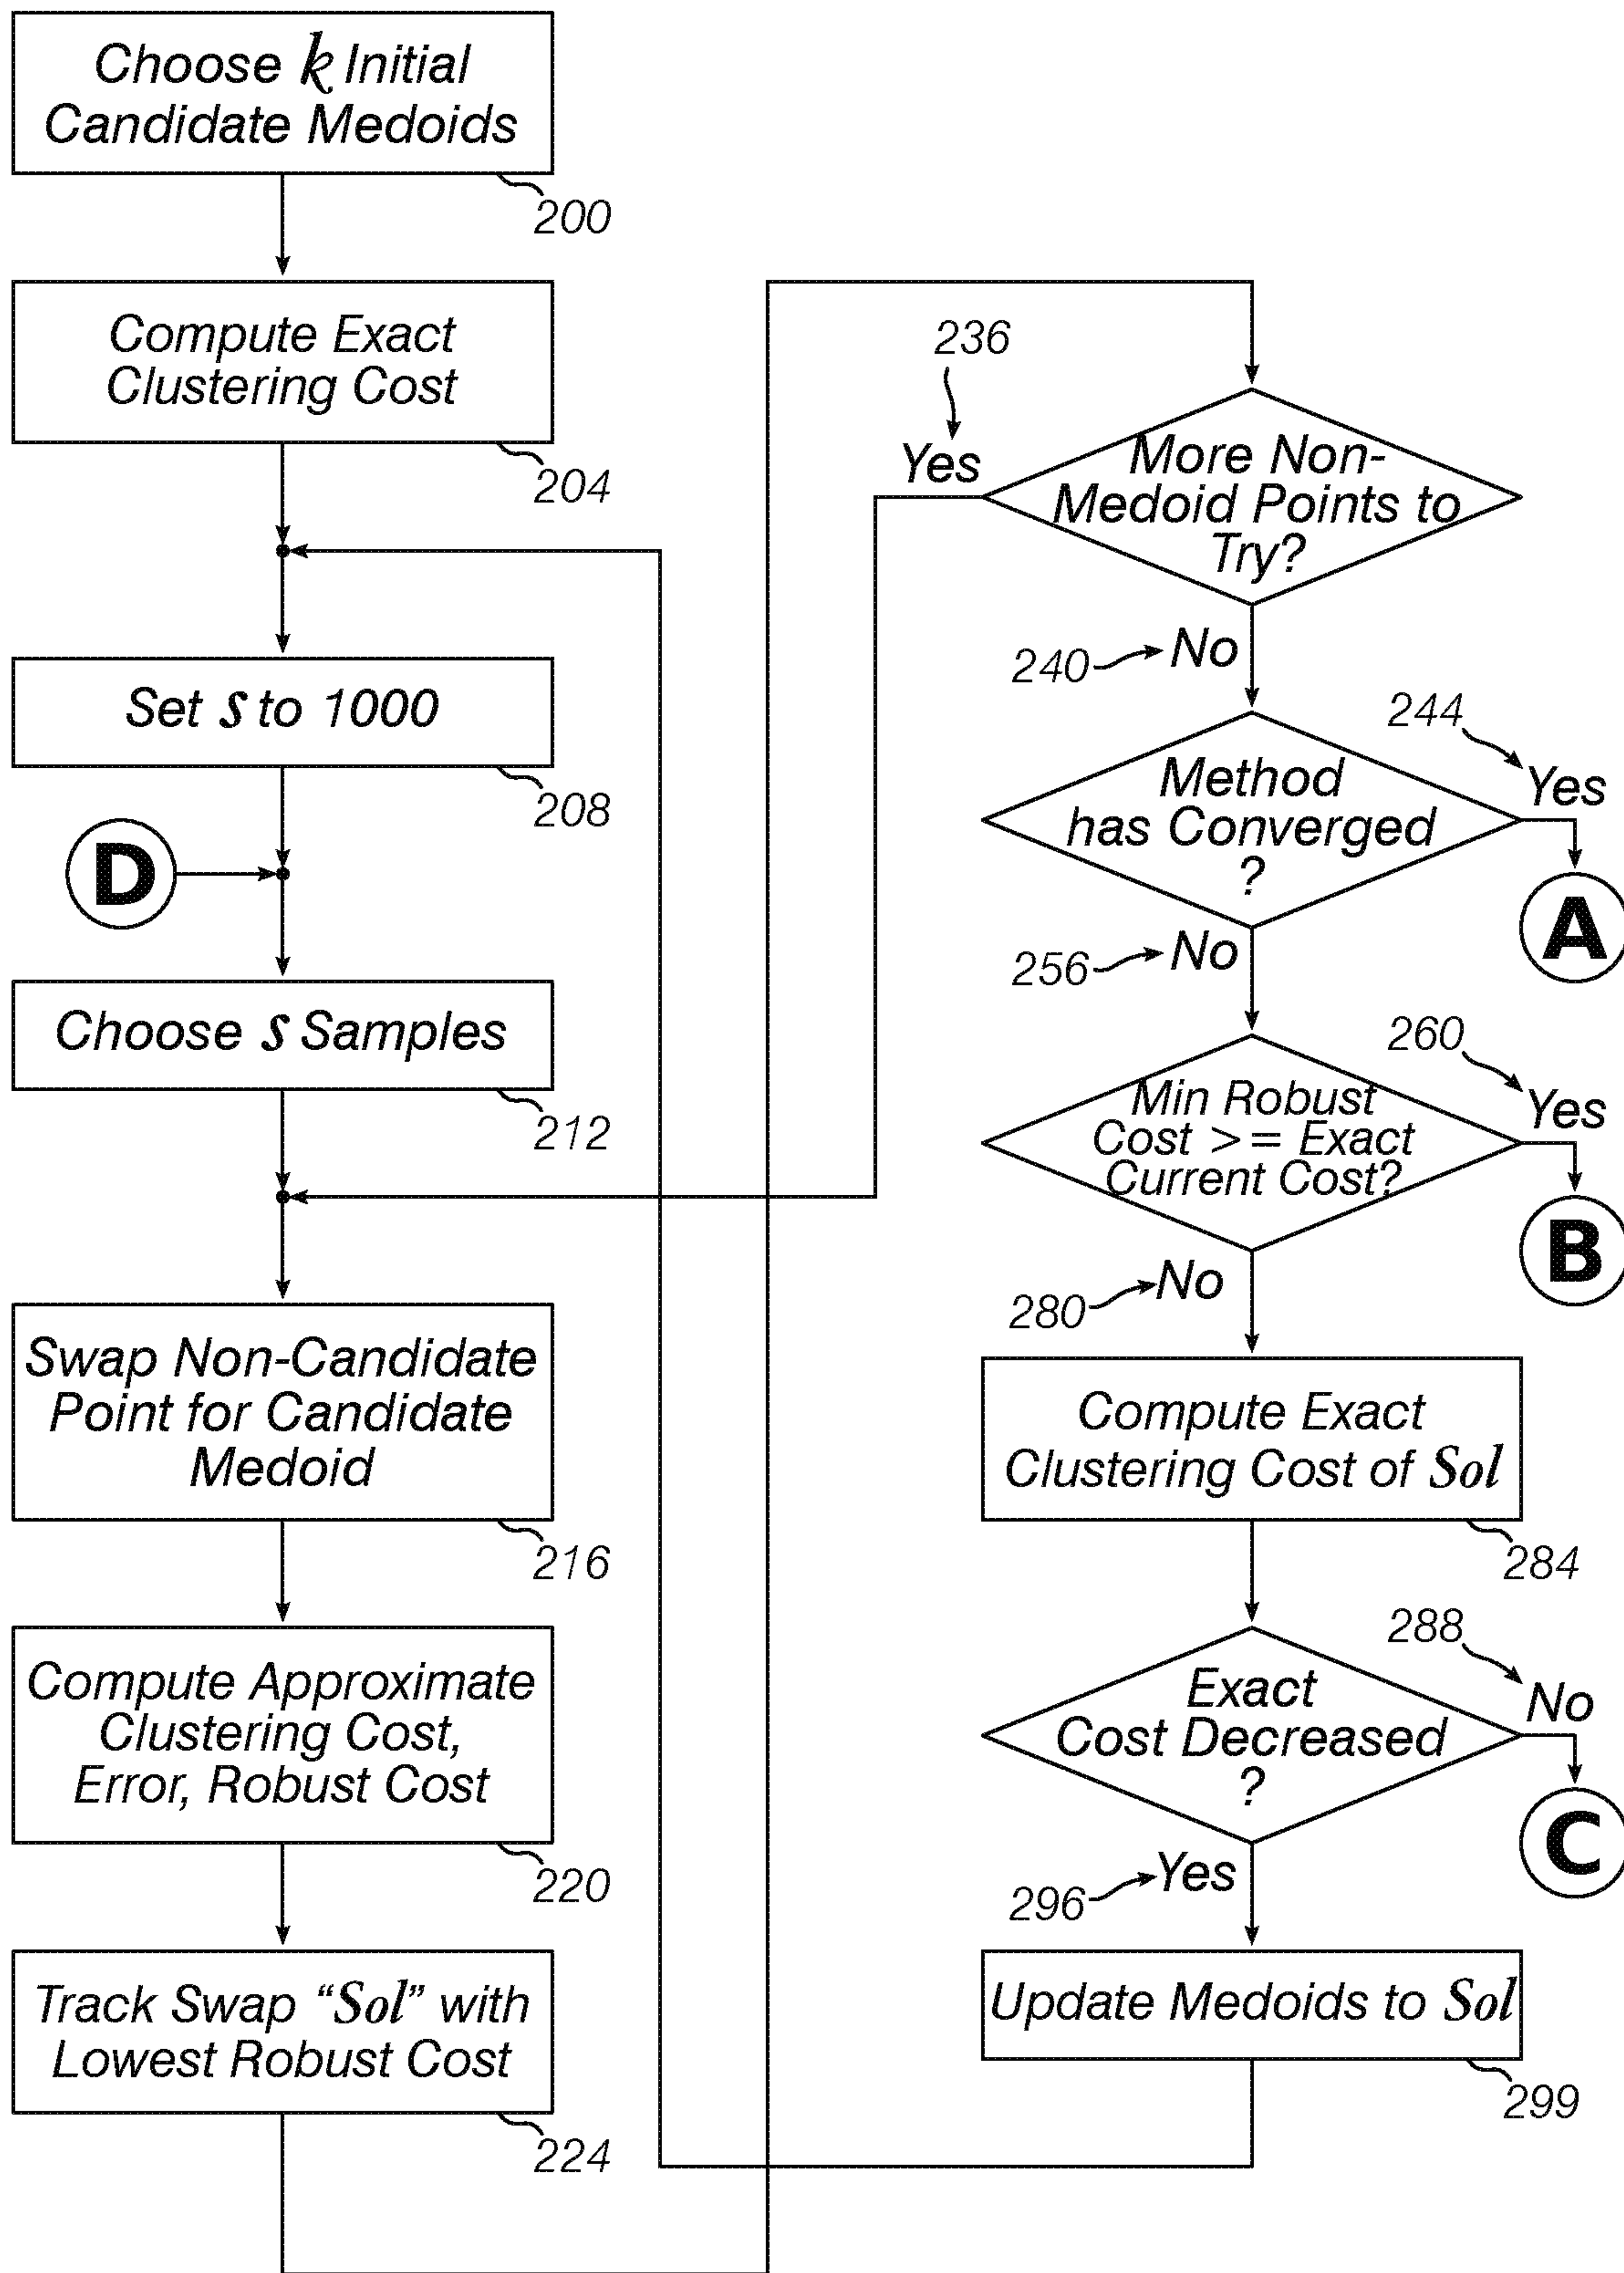 Choose k Initial
Candidate Medoids
200
Compute Exact
Clustering Cost
204
Set s to 1000
208
D
Choose s Samples
212
Swap Non-Candidate
Point for Candidate
Medoid
216
Compute Approximate
Clustering Cost,
Error, Robust Cost
220
Track Swap “Sol” with
Lowest Robust Cost
224
236
Yes
More Non-
Medoid Points to
Try?
240
No
244
Yes
Method
has Converged
?
A
256
No
260
Yes
Min Robust
Cost >= Exact
Current Cost?
B
280
No
Compute Exact
Clustering Cost of Sol
284
288
No
Exact
Cost Decreased
?
C
296
Yes
Update Medoids to Sol
299